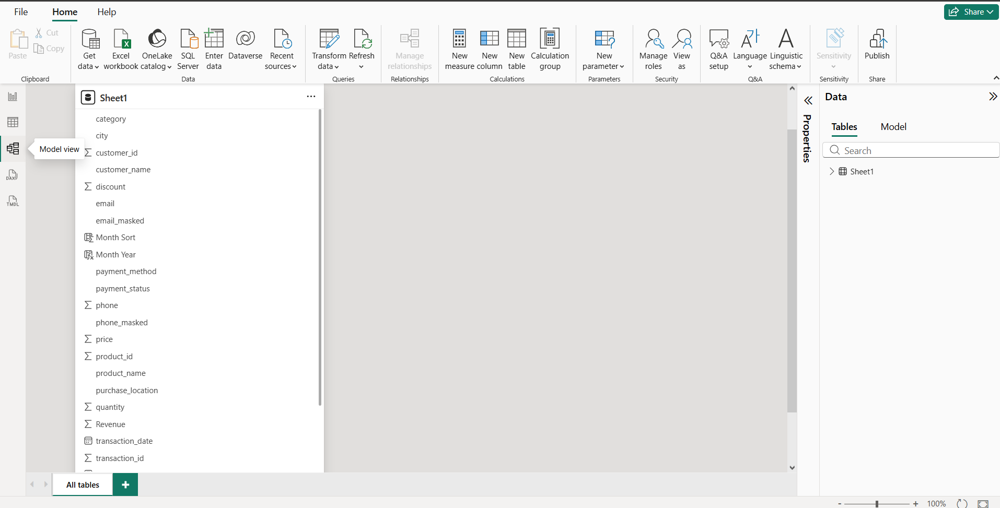 File Home Help
Share
Paste
Cut
Copy
Clipboard
Get data
Excel workbook
OneLake catalog
SQL Server
Enter data
Dataverse
Recent sources
Data
Transform data
Refresh
Queries
Manage relationships
Relationships
New measure
New column
New table
Calculation group
Calculations
New parameter
Parameters
Manage roles
View as
Security
Q&A setup
Language
Linguistic schema
Q&A
Sensitivity
Sensitivity
Publish
Share
DAX
TMDL
Model view
Sheet1
category
city
customer_id
customer_name
discount
email
email_masked
Month Sort
Month Year
payment_method
payment_status
phone
phone_masked
price
product_id
product_name
purchase_location
quantity
Revenue
transaction_date
transaction_id
Properties
Data
Tables Model
Search
Sheet1
All tables
+
- + 100%